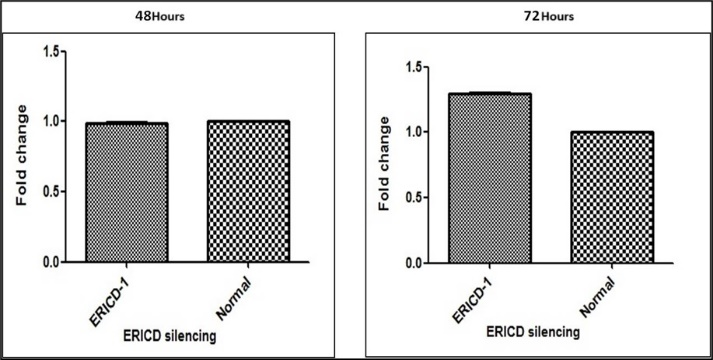 48Hours
72Hours
Fold change
1.5
1.0
0.5
0.0
ERICD-1
Normal
ERICD silencing
Fold change
1.5
1.0
0.5
0.0
ERICD-1
Normal
ERICD silencing